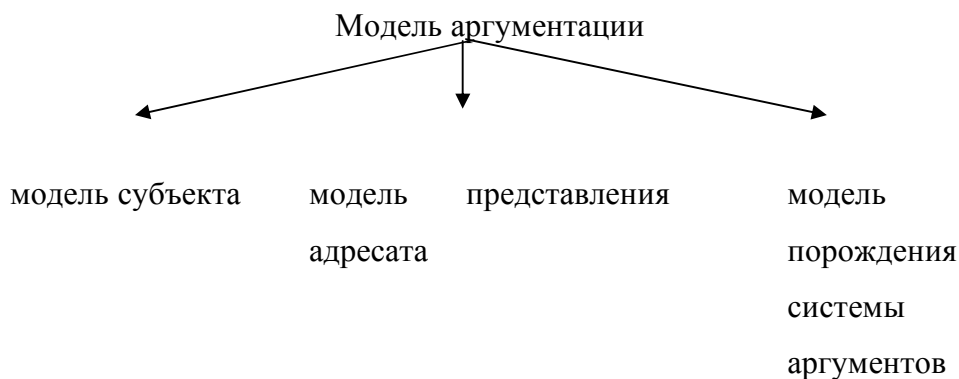 Модель аргументации
модель субъекта
модель представления
адресата
модель
порождения
системы
аргументов